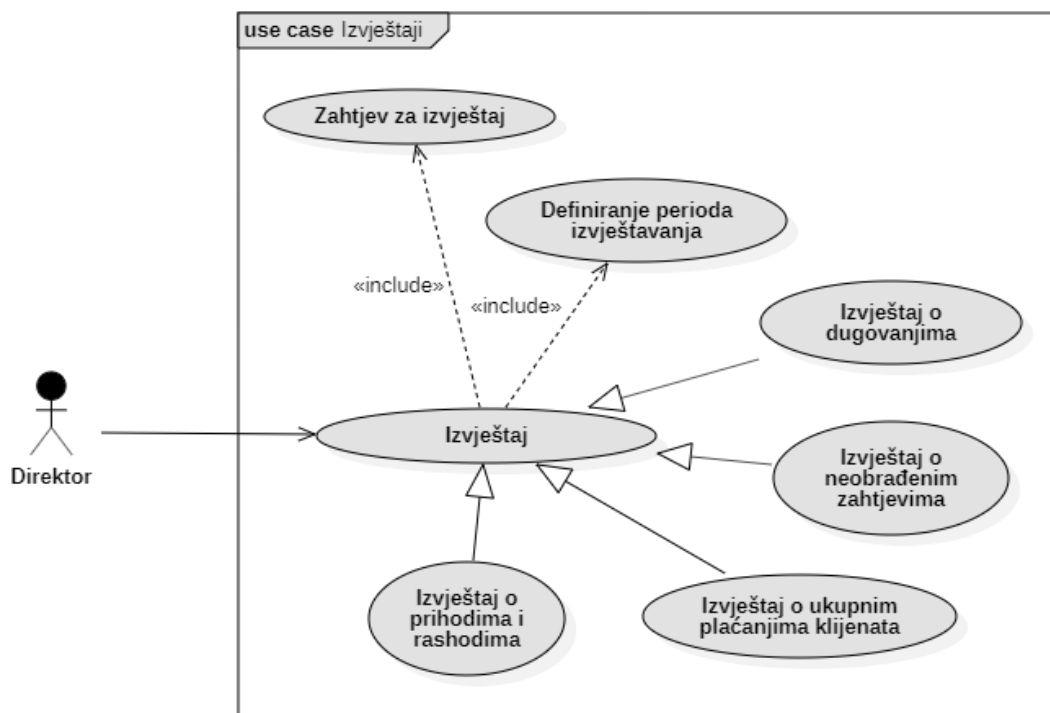 use case Izvještaji
Zahtjev za izvještaj
Definiranje perioda
izvještavanja
«include»
«include»
Izvještaj o
dugovanjima
Direktor
Izvještaj
Izvještaj o
neobrađenim
zahtjevima
Izvještaj o
prihodima i
rashodima
Izvještaj o ukupnim
plaćanjima klijenata